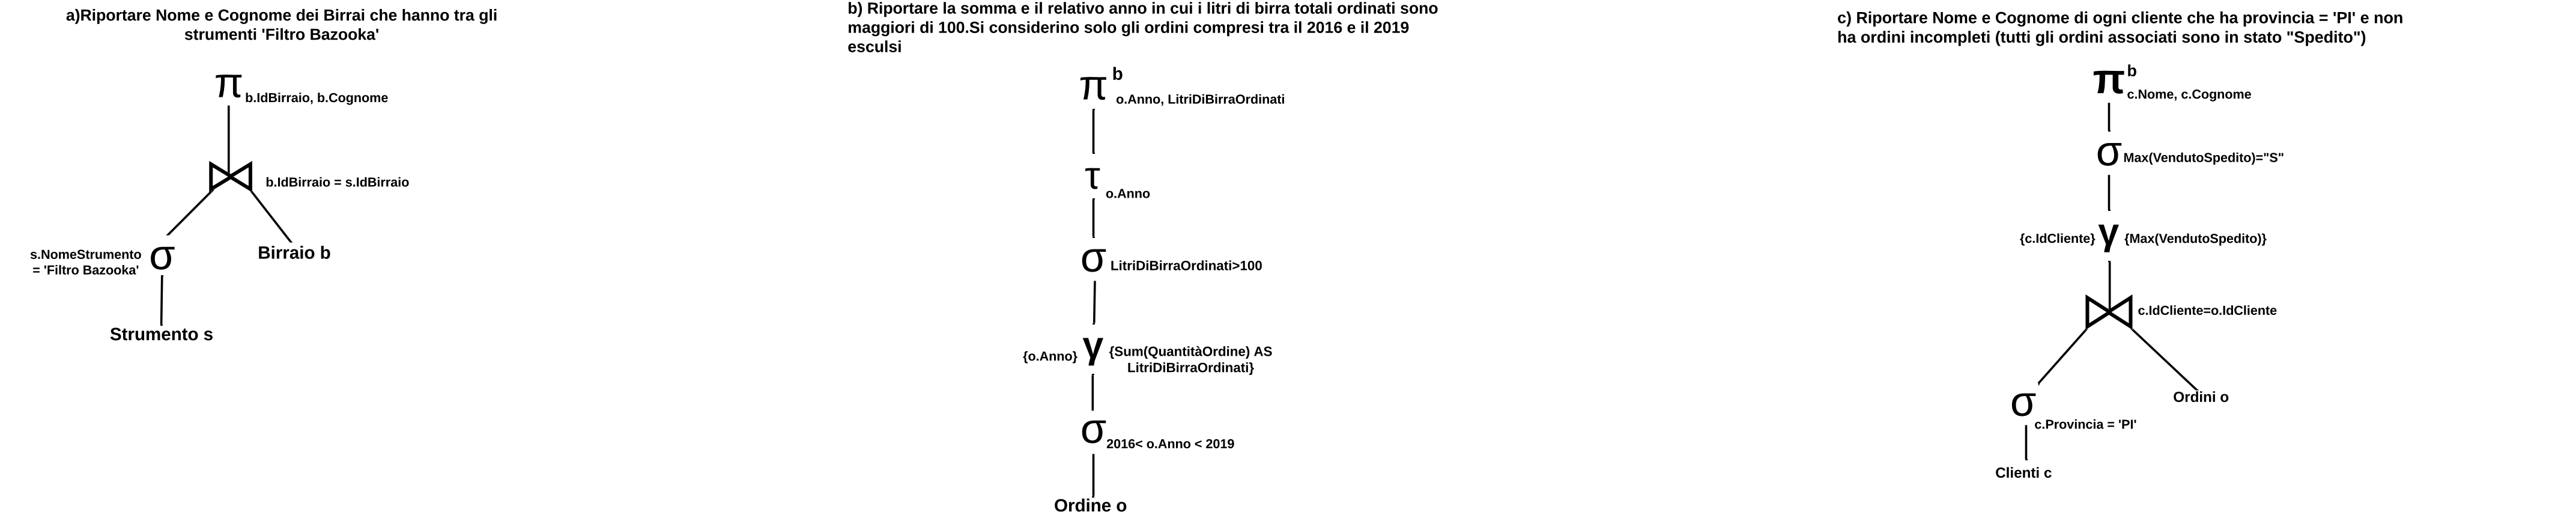 a)Riportare Nome e Cognome dei Birrai che hanno tra gli
strumenti 'Filtro Bazooka'
π b.IdBirraio, b.Cognome
b.IdBirraio = s.IdBirraio
s.NomeStrumento
= 'Filtro Bazooka'
σ
Birraio b
Strumento s
b) Riportare la somma e il relativo anno in cui i litri di birra totali ordinati sono
maggiori di 100.Si considerino solo gli ordini compresi tra il 2016 e il 2019
esculsi
π b
o.Anno, LitriDiBirraOrdinati
τ
o.Anno
σ LitriDiBirraOrdinati>100
{o.Anno} γ {Sum(QuantitàOrdine) AS
LitriDiBirraOrdinati}
σ 2016< o.Anno < 2019
Ordine o
c) Riportare Nome e Cognome di ogni cliente che ha provincia = 'PI' e non
ha ordini incompleti (tutti gli ordini associati sono in stato "Spedito")
π b
c.Nome, c.Cognome
σ Max(VendutoSpedito)="S"
{c.IdCliente} γ {Max(VendutoSpedito)}
c.IdCliente=o.IdCliente
σ
c.Provincia = 'PI'
Ordini o
Clienti c